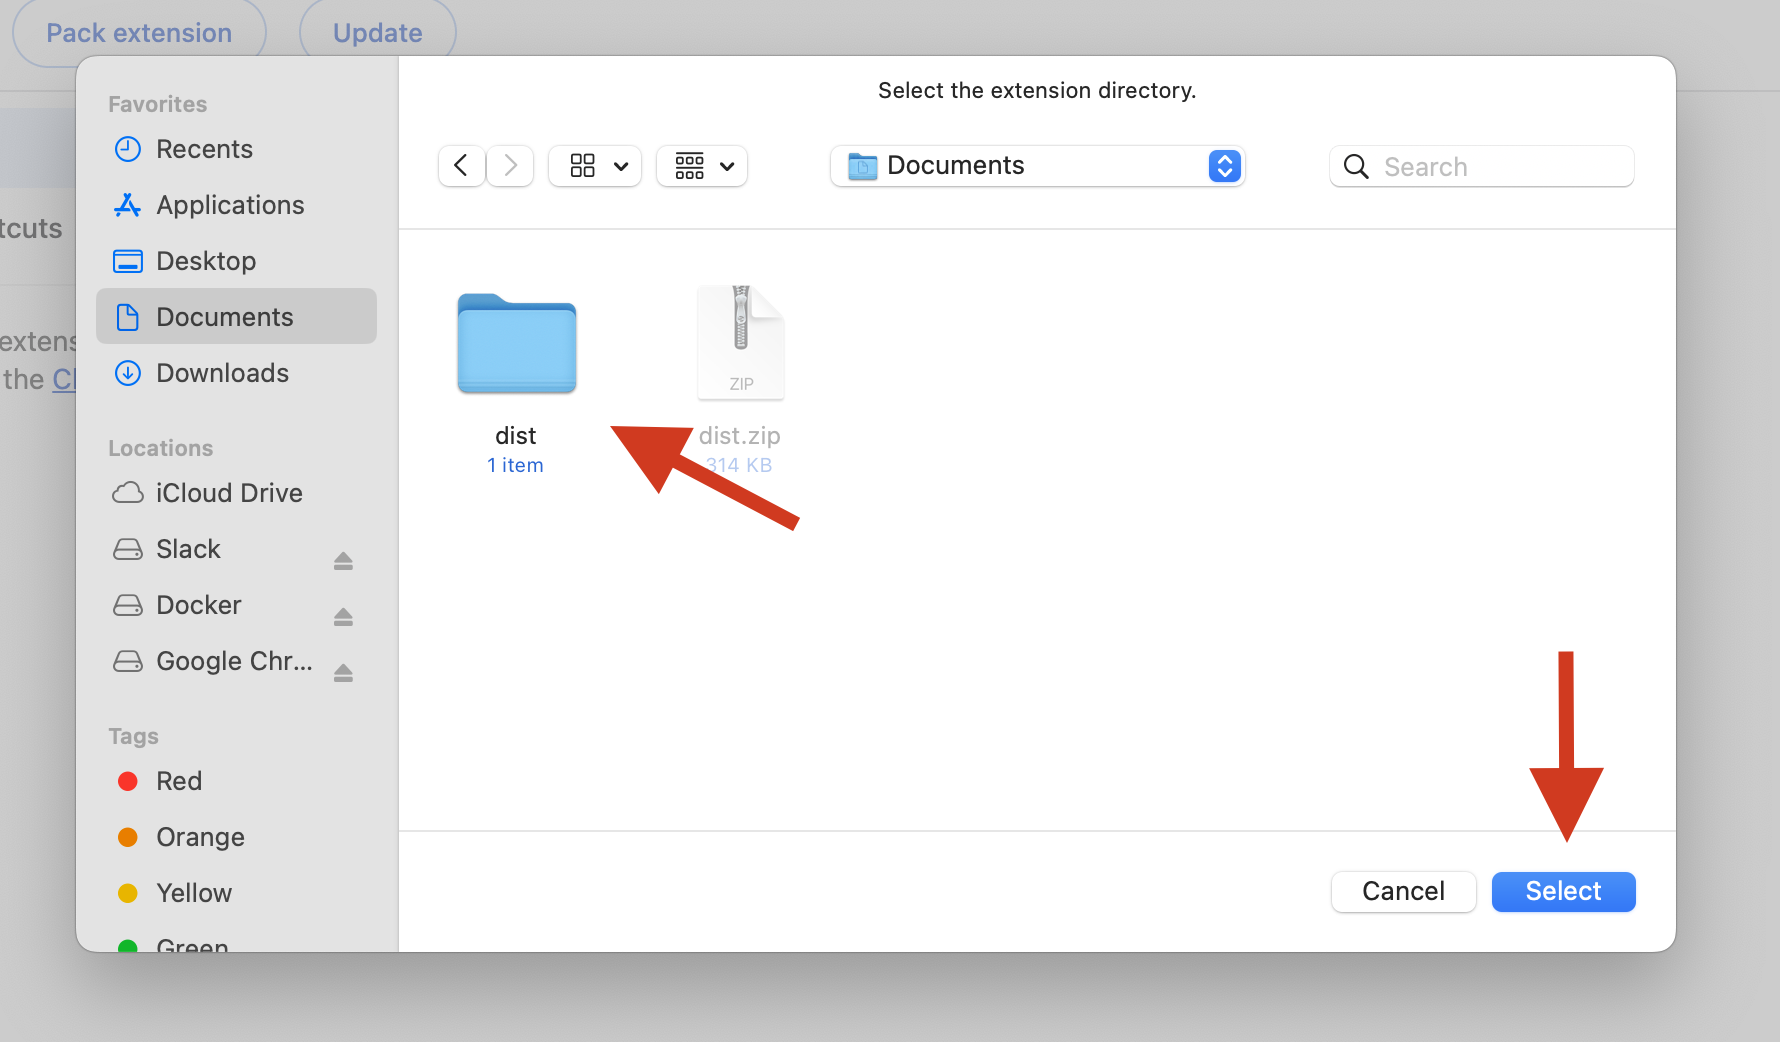 Pack extension
Update
tcuts
extens
the Ch
Favorites
Recents
Applications
Desktop
Documents
Downloads
Locations
iCloud Drive
Slack
Docker
Google Chr...
Tags
Red
Orange
Yellow
Green
Select the extension directory.
Documents
Search
dist
1 item
ZIP
dist.zip
314 KB
Cancel
Select